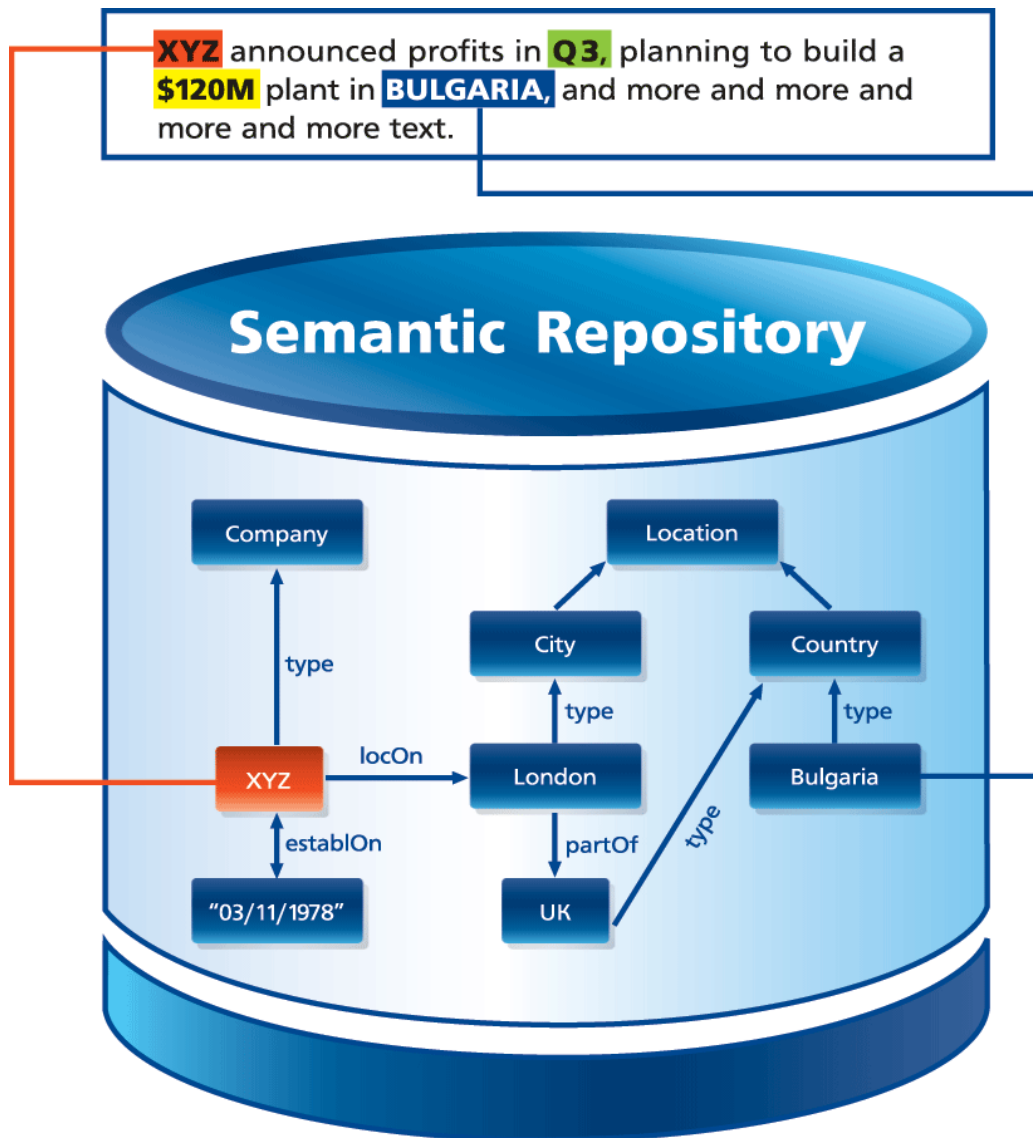 XYZ announced profits in Q3, planning to build a
$120M plant in BULGARIA, and more and more and
more and more text.
Semantic Repository
Company
Location
City
Country
type
type
type
XYZ
locOn
London
Bulgaria
establOn
partOf
type
"03/11/1978"
UK